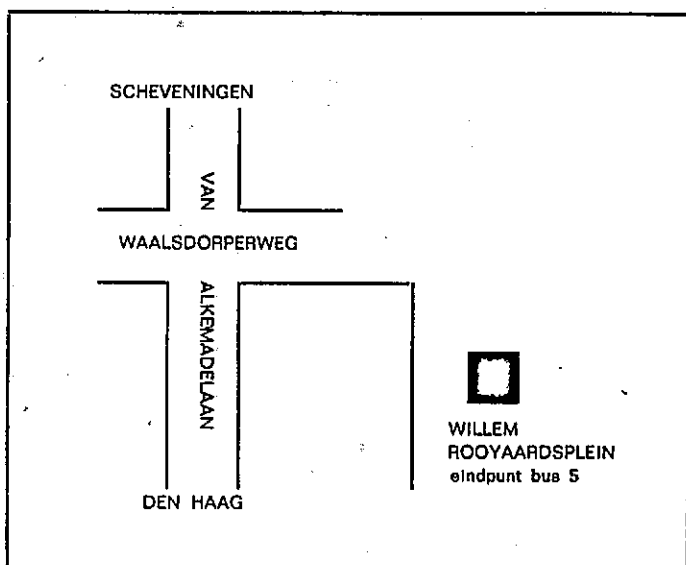 SCHEVENINGEN
VAN
WAALSDORPERWEG
ALKEMADELAAN
WILLEM
ROOYAARDSPLEIN
eindpunt bus 5
DEN HAAG